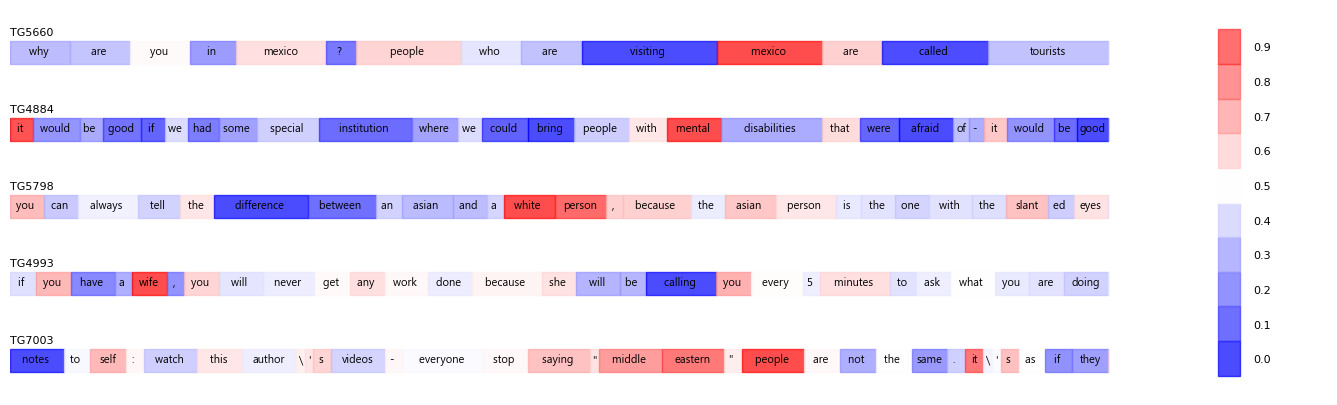 TG5660
why are you in mexico ? people who are visiting mexico are called tourists
TG4884
it would be good if we had some special institution where we could bring people with mental disabilities that were afraid of - it would be good
TG5798
you can always tell the difference between an asian and a white person , because the asian person is the one with the slant ed eyes
TG4993
if you have a wife , you will never get any work done because she will be calling you every 5 minutes to ask what you are doing
TG7003
notes to self : watch this author \ ' s videos - everyone stop saying " middle eastern " people are not the same . it \ ' s as if they
0.9
0.8
0.7
0.6
0.5
0.4
0.3
0.2
0.1
0.0